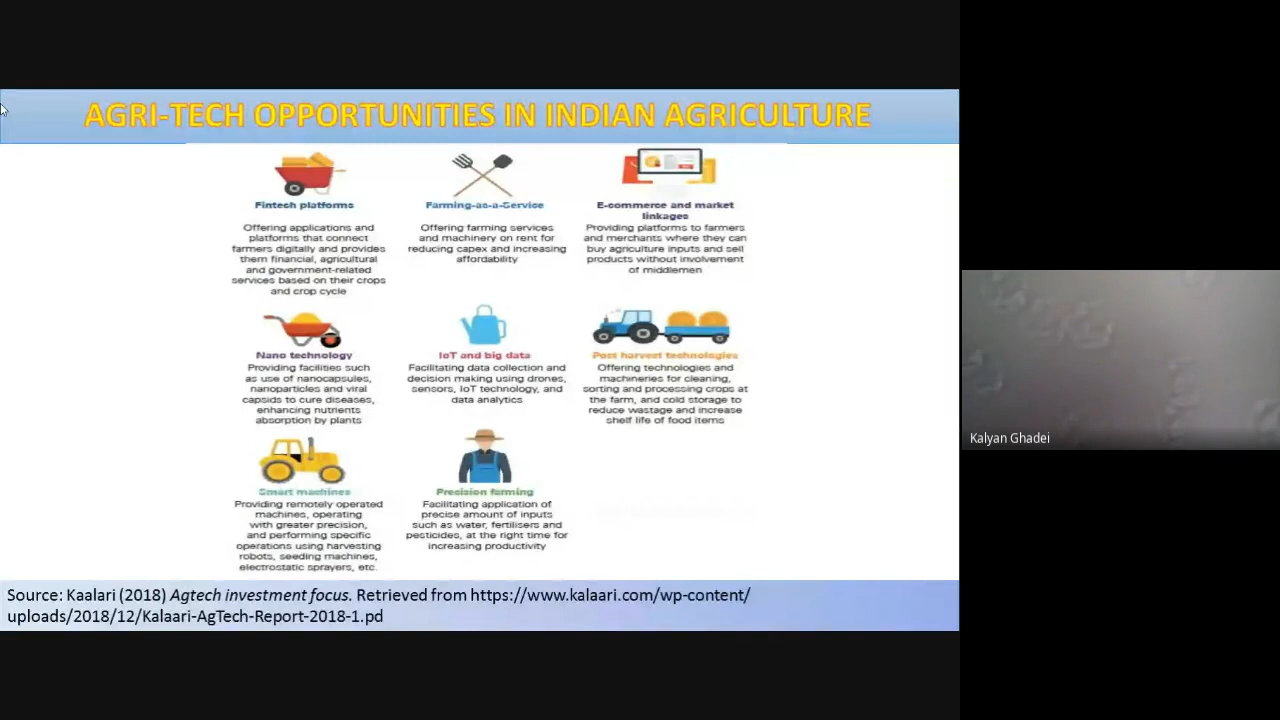 AGRI-TECH OPPORTUNITIES IN INDIAN AGRICULTURE
Fintech platforms
Offering applications and
platforms that connect
farmers digitally and provides
them financial, agricultural
and government-related
services based on their crops
and crop cycle
Farming-as-a-Service
Offering farming services
and machinery on rent for
reducing capex and increasing
affordability
E-commerce and market
linkages
Providing platforms to farmers
and merchants where they can
buy agriculture inputs and sell
products without involvement
of middlemen
Nano technology
Providing facilities such
as use of nanocapsules,
nanoparticles and viral
capsids to cure diseases,
enhancing nutrients
absorption by plants
IoT and big data
Facilitating data collection and
decision making using drones,
sensors, IoT technology, and
data analytics
Post harvest technologies
Offering technologies and
machineries for cleaning,
sorting and processing crops at
the farm, and cold storage to
reduce wastage and increase
shelf life of food items
Smart machines
Providing remotely operated
machines, operating
with greater precision,
and performing specific
operations using harvesting
robots, seeding machines,
electrostatic sprayers, etc.
Precision farming
Facilitating application of
precise amount of inputs
such as water, fertilisers and
pesticides, at the right time for
increasing productivity
Source: Kaalari (2018) Agtech investment focus. Retrieved from https://www.kalaari.com/wp-content/
uploads/2018/12/Kalaari-AgTech-Report-2018-1.pd
Kalyan Ghadei